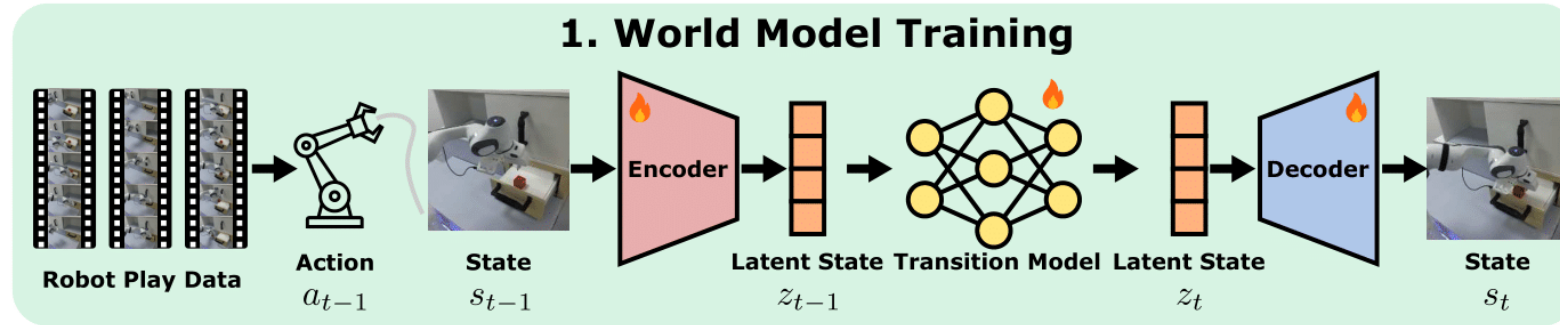 1. World Model Training
Encoder
Decoder
Robot Play Data
Action
State
Latent State
Transition Model
Latent State
State
a_{t-1}
s_{t-1}
z_{t-1}
z_t
s_t